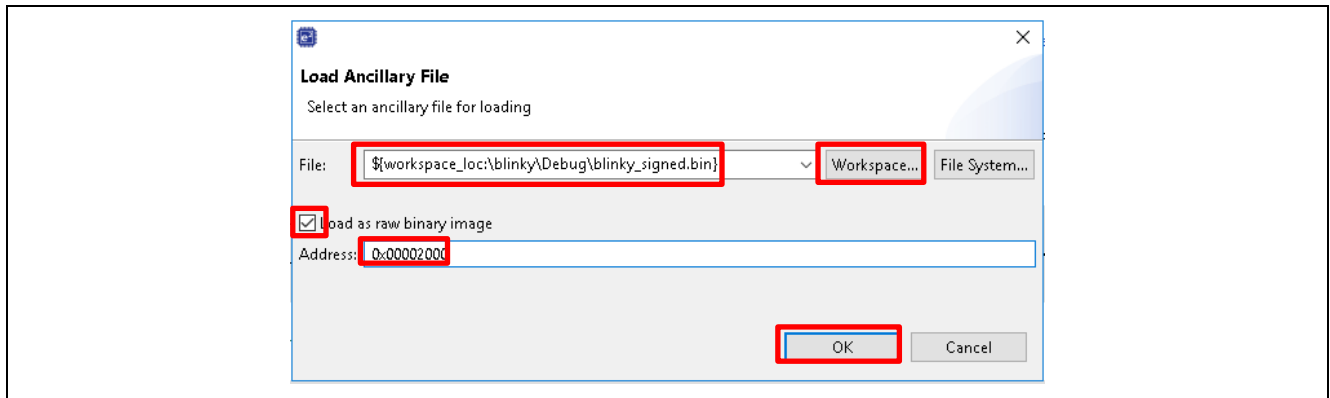 Load Ancillary File
Select an ancillary file for loading
File: ${workspace_loc:\blinky\Debug\blinky_signed.bin} Workspace... File System...
Load as raw binary image
Address: 0x00002000
OK Cancel